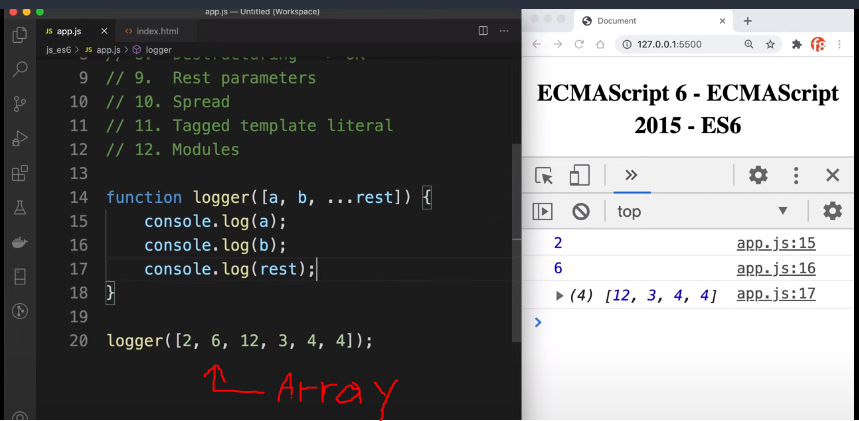 app.js — Untitled (Workspace)
JS app.js × <> index.html ...
js_es6 > JS app.js > logger
9 // 9. Rest parameters
10 // 10. Spread
11 // 11. Tagged template literal
12 // 12. Modules
13
14 function logger([a, b, ...rest]) {
15 console.log(a);
16 console.log(b);
17 console.log(rest);
18 }
19
20 logger([2, 6, 12, 3, 4, 4]);
Array
Document × +
127.0.0.1:5500
ECMAScript 6 - ECMAScript
2015 - ES6
top
2 app.js:15
6 app.js:16
(4) [12, 3, 4, 4] app.js:17